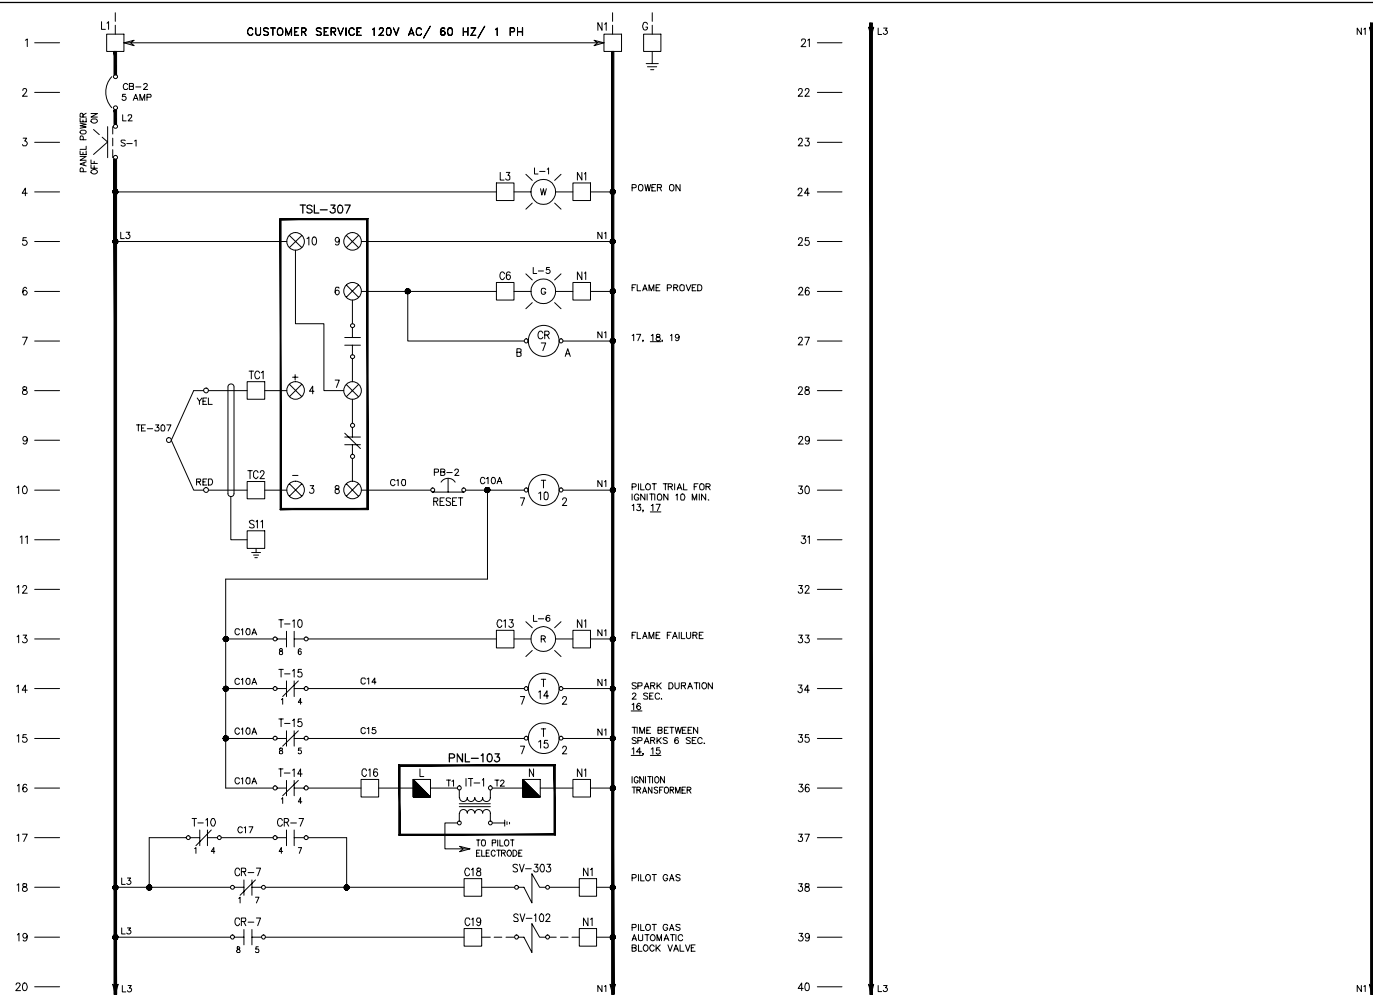 L1
CUSTOMER SERVICE 120V AC/ 60 HZ/ 1 PH
N1
G
L3
N1
1
21
CB-2
5 AMP
2
22
L2
PANEL POWER
OFF ON
S-1
3
23
4
L3
L-1
W
N1
POWER ON
24
TSL-307
5
L3
10
9
N1
25
6
6
C6
L-5
G
N1
FLAME PROVED
26
7
CR
7
B
A
N1
17, 18, 19
27
8
TC1
YEL
+
4
7
28
9
TE-307
29
10
RED
TC2
-
3
8
C10
PB-2
RESET
C10A
T
10
7
2
N1
PILOT TRIAL FOR
IGNITION 10 MIN.
13, 17
30
11
S11
31
12
32
13
C10A
T-10
8 6
C13
L-6
R
N1
N1
FLAME FAILURE
33
14
C10A
T-15
1 4
C14
T
14
7
2
N1
SPARK DURATION
2 SEC.
16
34
15
C10A
T-15
8 5
C15
T
15
7
2
N1
TIME BETWEEN
SPARKS 6 SEC.
14, 15
35
PNL-103
16
C10A
T-14
1 4
C16
L
T1
IT-1
T2
N
N1
IGNITION
TRANSFORMER
36
17
T-10
1 4
C17
CR-7
4 7
TO PILOT
ELECTRODE
37
18
L3
CR-7
1 7
C18
SV-303
N1
PILOT GAS
38
19
L3
CR-7
8 5
C19
SV-102
N1
PILOT GAS
AUTOMATIC
BLOCK VALVE
39
20
L3
N1
40
L3
N1